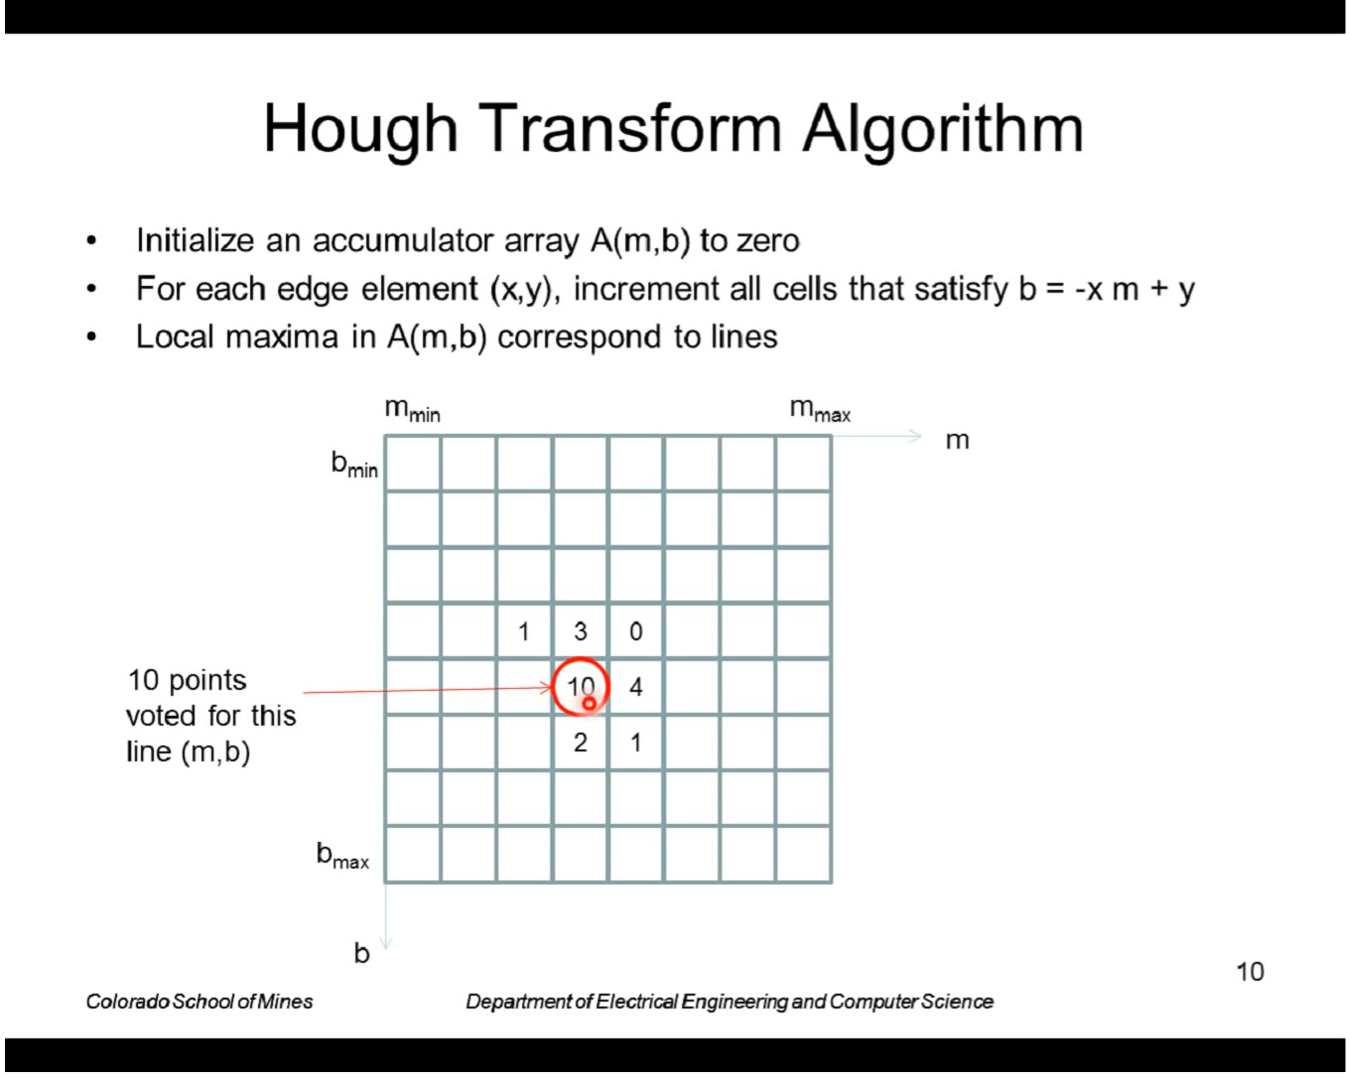 Hough Transform Algorithm
• Initialize an accumulator array A(m,b) to zero
• For each edge element (x,y), increment all cells that satisfy b = -x m + y
• Local maxima in A(m,b) correspond to lines
mmin mmax
m
bmin
1 3 0
10 points
voted for this
line (m,b)
10 4
2 1
bmax
b
10
Colorado School of Mines Department of Electrical Engineering and Computer Science